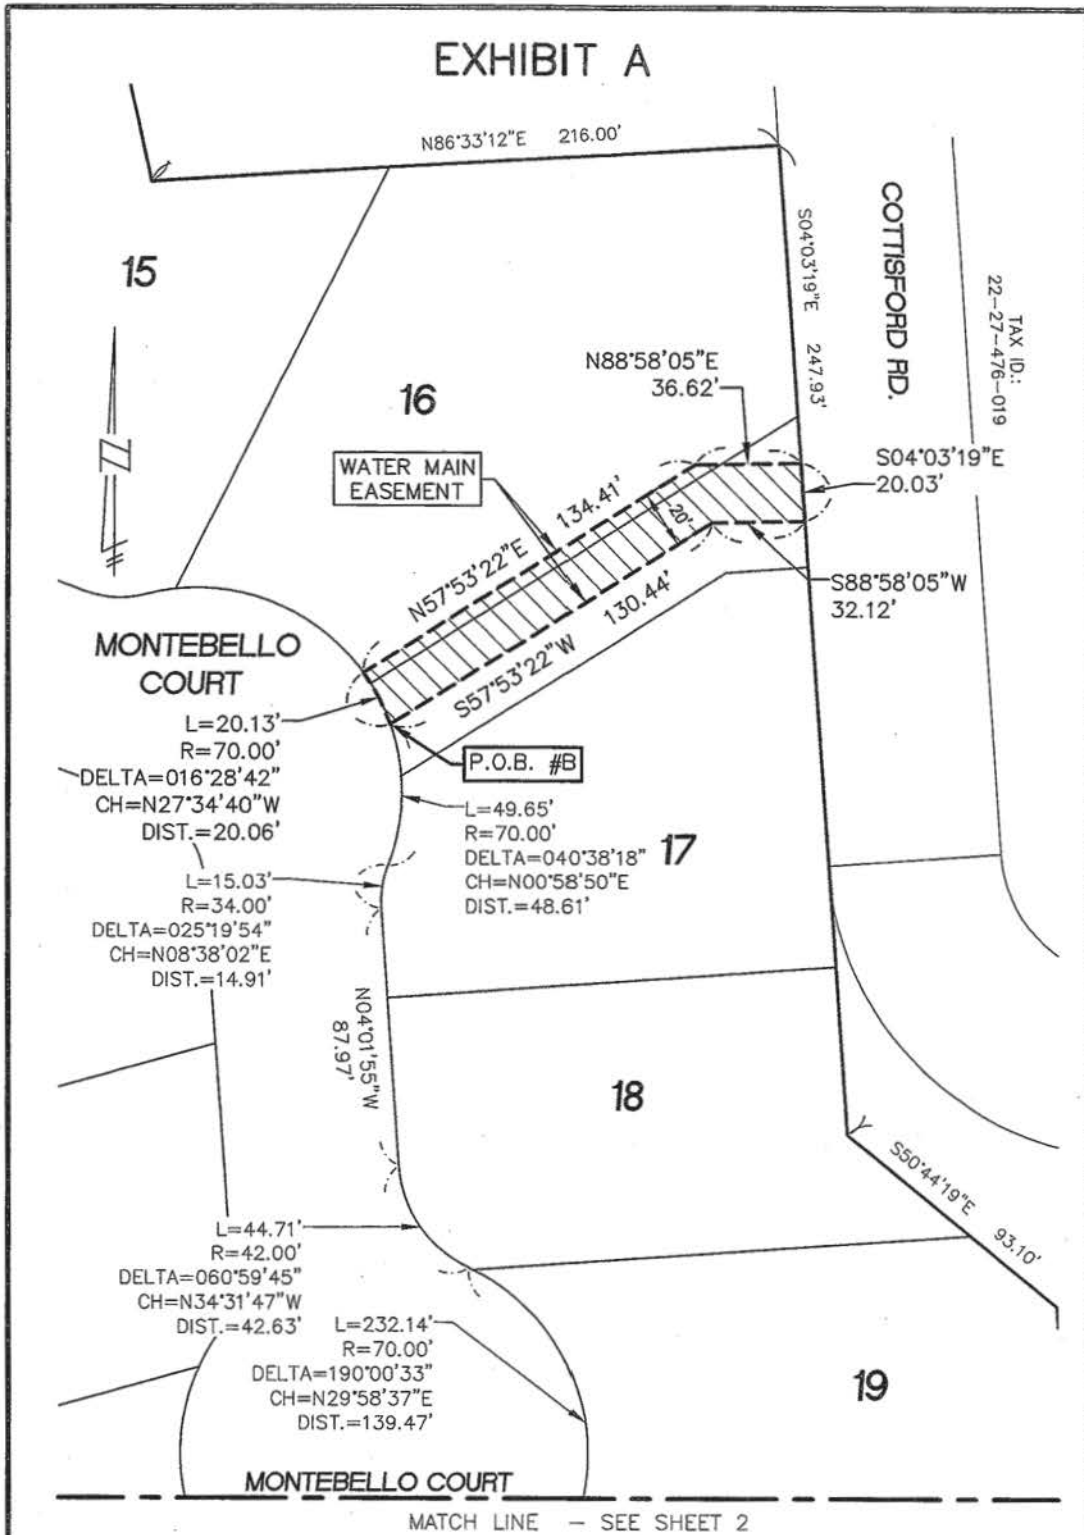 EXHIBIT A
N86°33'12"E 216.00'
15
S04°03'19"E 247.93'
COTTISFORD RD.
TAX ID.:
22-27-476-019
N88°58'05"E
36.62'
16
WATER MAIN
EASEMENT
134.41'
N57°53'22"E
20'
S04°03'19"E
20.03'
S88°58'05"W
32.12'
130.44'
S57°53'22"W
N
MONTEBELLO
COURT
L=20.13'
R=70.00'
DELTA=016°28'42"
CH=N27°34'40"W
DIST.=20.06'
P.O.B. #B
L=49.65'
R=70.00'
DELTA=040°38'18"
CH=N00°58'50"E
DIST.=48.61'
17
L=15.03'
R=34.00'
DELTA=025°19'54"
CH=N08°38'02"E
DIST.=14.91'
N04°01'55"W
87.97'
18
S50°44'19"E 93.10'
L=44.71'
R=42.00'
DELTA=060°59'45"
CH=N34°31'47"W
DIST.=42.63'
L=232.14'
R=70.00'
DELTA=190°00'33"
CH=N29°58'37"E
DIST.=139.47'
19
MONTEBELLO COURT
MATCH LINE - SEE SHEET 2